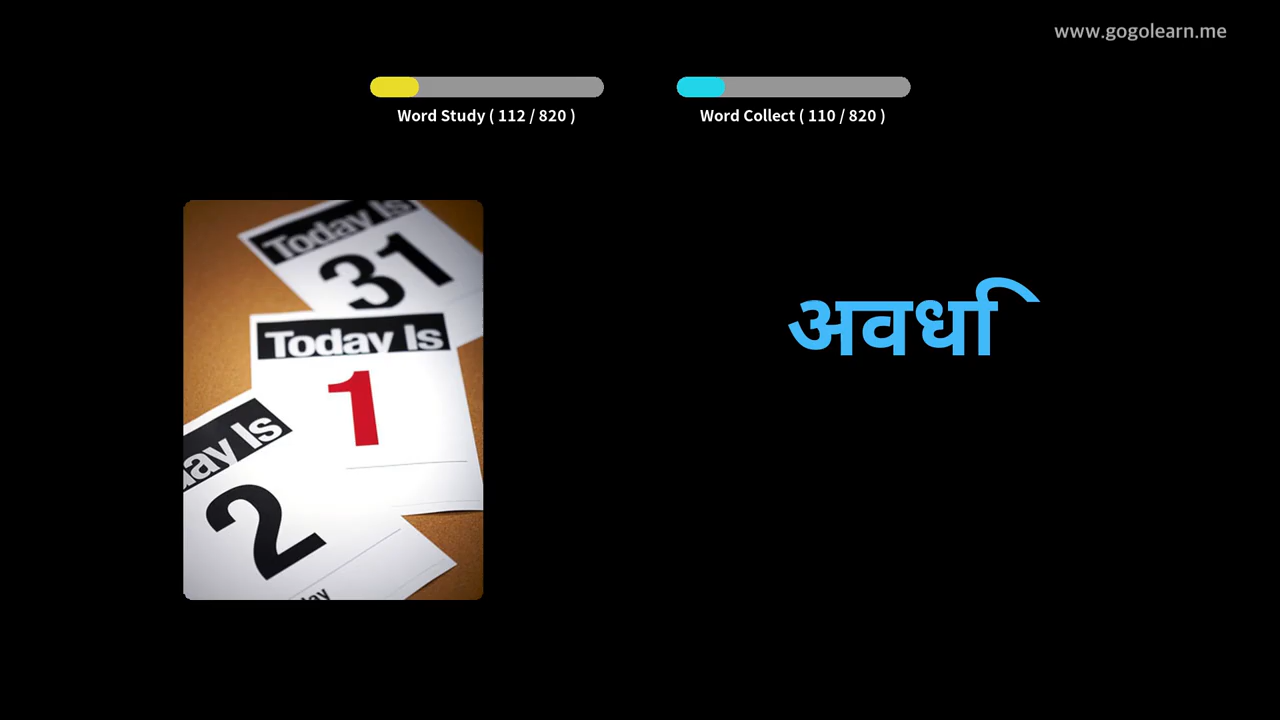 www.gogolearn.me
Word Study ( 112 / 820 )
Word Collect ( 110 / 820 )
Today Is
31
Today Is
1
day Is
2
अवधि